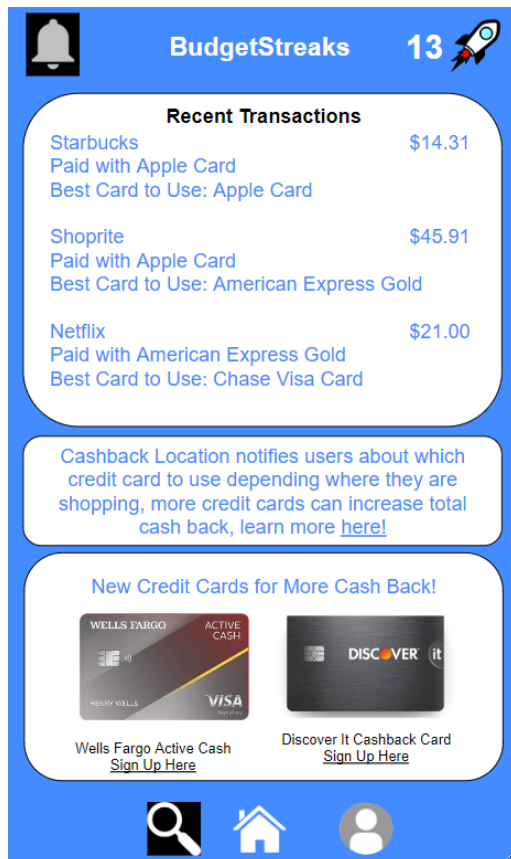 BudgetStreaks
13
Recent Transactions
Starbucks $14.31
Paid with Apple Card
Best Card to Use: Apple Card
Shoprite $45.91
Paid with Apple Card
Best Card to Use: American Express Gold
Netflix $21.00
Paid with American Express Gold
Best Card to Use: Chase Visa Card
Cashback Location notifies users about which
credit card to use depending where they are
shopping, more credit cards can increase total
cash back, learn more here!
New Credit Cards for More Cash Back!
WELLS FARGO
ACTIVE
CASH
HENRY WELLS
VISA
Signature
DISCOVER it
Wells Fargo Active Cash
Sign Up Here
Discover It Cashback Card
Sign Up Here